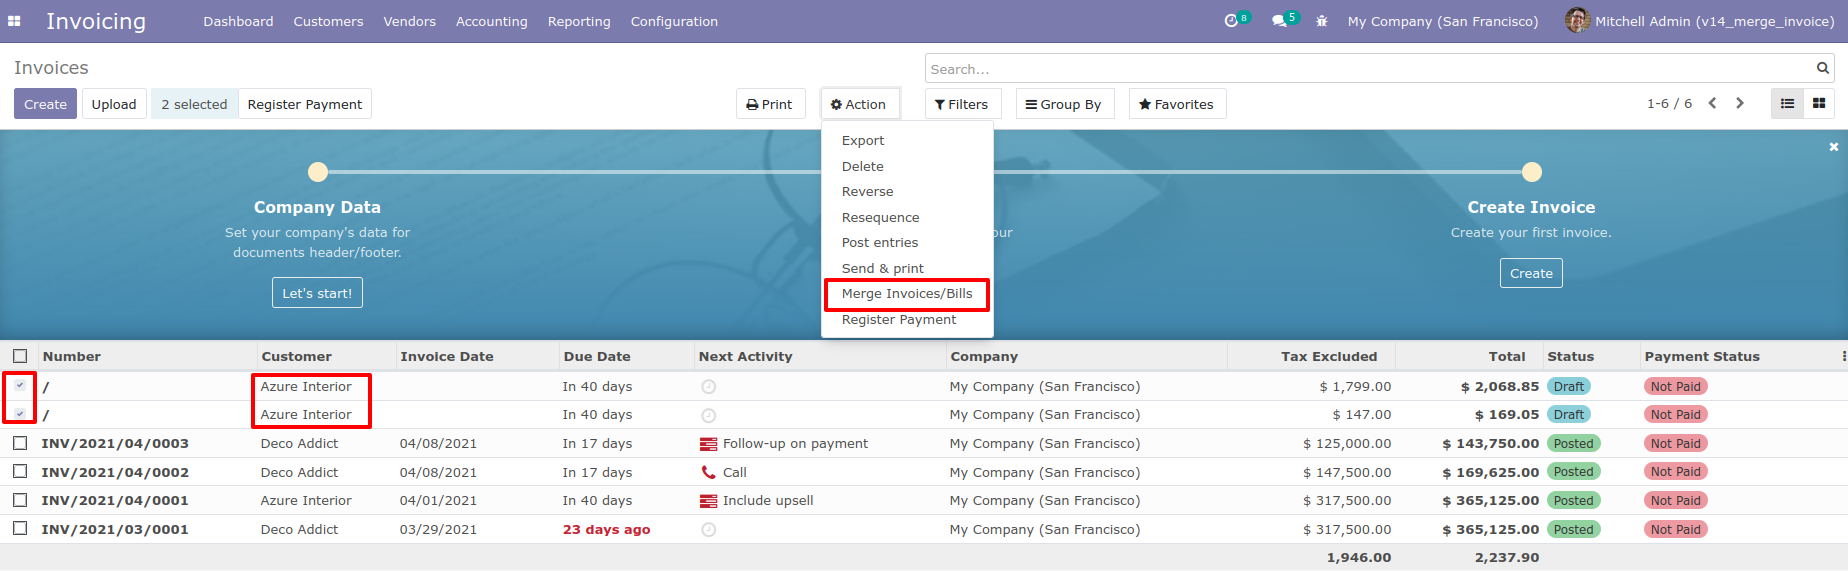 Invoicing Dashboard Customers Vendors Accounting Reporting Configuration 8 5 My Company (San Francisco) Mitchell Admin (v14_merge_invoice)
Invoices
Search...
Create Upload 2 selected Register Payment Print Action Filters Group By Favorites 1-6 / 6
Export
Delete
Reverse
Resequence
Post entries
Send & print
Merge Invoices/Bills
Register Payment
Company Data
Set your company's data for
documents header/footer.
Let's start!
our
Create Invoice
Create your first invoice.
Create
Number Customer Invoice Date Due Date Next Activity Company Tax Excluded Total Status Payment Status
/ Azure Interior In 40 days My Company (San Francisco) $ 1,799.00 $ 2,068.85 Draft Not Paid
/ Azure Interior In 40 days My Company (San Francisco) $ 147.00 $ 169.05 Draft Not Paid
INV/2021/04/0003 Deco Addict 04/08/2021 In 17 days Follow-up on payment My Company (San Francisco) $ 125,000.00 $ 143,750.00 Posted Not Paid
INV/2021/04/0002 Deco Addict 04/08/2021 In 17 days Call My Company (San Francisco) $ 147,500.00 $ 169,625.00 Posted Not Paid
INV/2021/04/0001 Azure Interior 04/01/2021 In 40 days Include upsell My Company (San Francisco) $ 317,500.00 $ 365,125.00 Posted Not Paid
INV/2021/03/0001 Deco Addict 03/29/2021 23 days ago My Company (San Francisco) $ 317,500.00 $ 365,125.00 Posted Not Paid
1,946.00 2,237.90